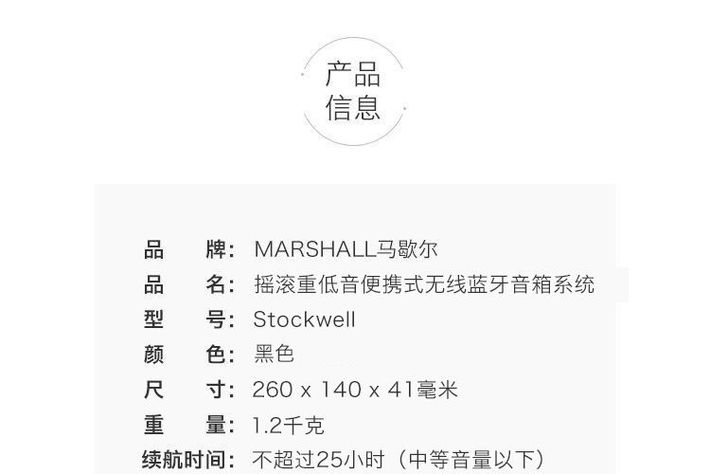 产品
信息
品 牌： MARSHALL马歇尔
品 名： 摇滚重低音便携式无线蓝牙音箱系统
型 号： Stockwell
颜 色： 黑色
尺 寸： 260 x 140 x 41毫米
重 量： 1.2千克
续航时间： 不超过25小时（中等音量以下）